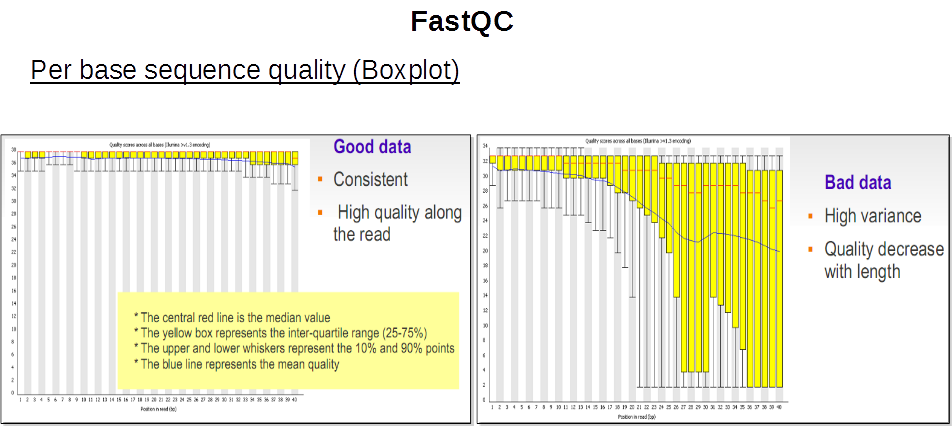 FastQC
Per base sequence quality (Boxplot)
Quality scores across all bases (Illumina >v1.3 encoding)
38
36
34
32
30
28
26
24
22
20
18
16
14
12
10
8
6
4
2
0
1 2 3 4 5 6 7 8 9 10 11 12 13 14 15 16 17 18 19 20 21 22 23 24 25 26 27 28 29 30 31 32 33 34 35 36 37 38 39 40
Position in read (bp)
Good data
Consistent
High quality along
the read
* The central red line is the median value
* The yellow box represents the inter-quartile range (25-75%)
* The upper and lower whiskers represent the 10% and 90% points
* The blue line represents the mean quality
Quality scores across all bases (Illumina >v1.3 encoding)
34
32
30
28
26
24
22
20
18
16
14
12
10
8
6
4
2
0
1 2 3 4 5 6 7 8 9 10 11 12 13 14 15 16 17 18 19 20 21 22 23 24 25 26 27 28 29 30 31 32 33 34 35 36 37 38 39 40
Position in read (bp)
Bad data
High variance
Quality decrease
with length